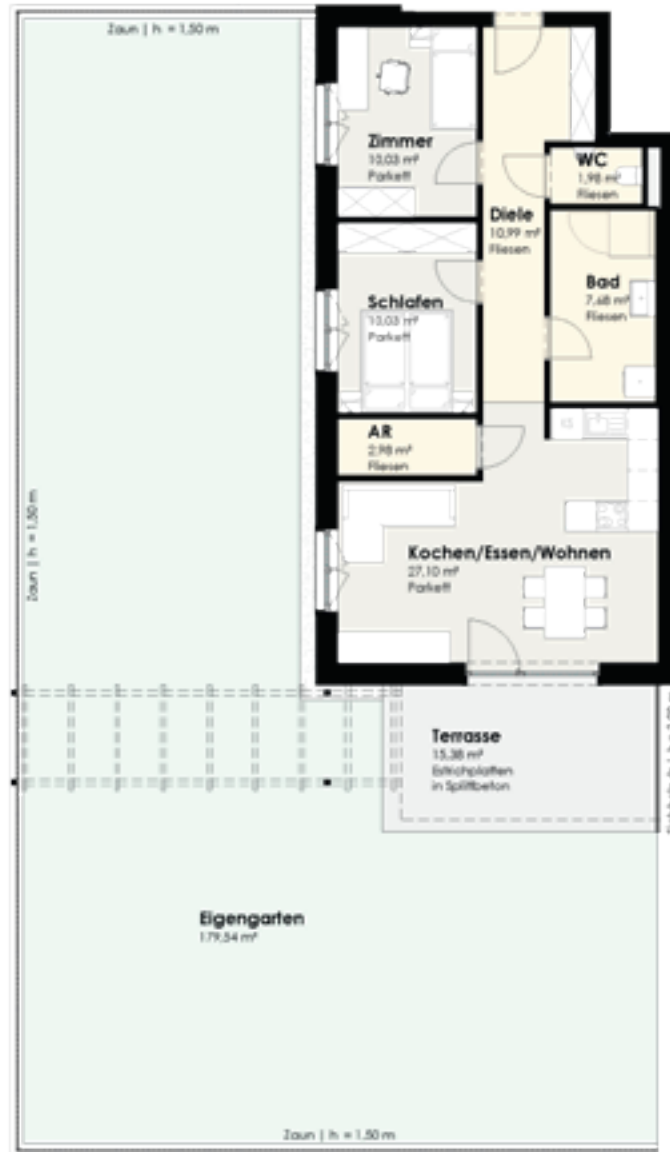 Zaun | h = 1,50 m
Zimmer
10,03 m²
Parkett
WC
1,98 m²
Fliesen
Diele
10,99 m²
Fliesen
Schlafen
10,03 m²
Parkett
Bad
7,68 m²
Fliesen
AR
2,98 m²
Fliesen
Zaun | h = 1,50 m
Kochen/Essen/Wohnen
27,10 m²
Parkett
Terrasse
15,38 m²
Estrichplatten
in Splittbeton
Eigengarten
179,54 m²
Zaun | h = 1,50 m